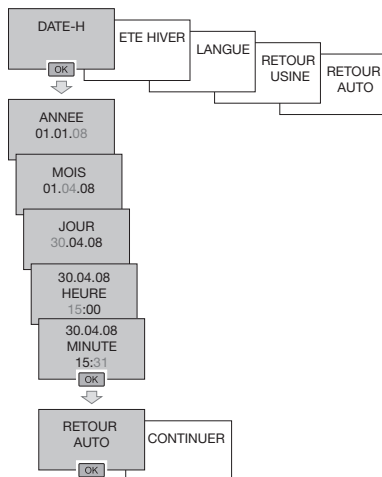 DATE-H
OK
ETE HIVER
LANGUE
RETOUR
USINE
RETOUR
AUTO
ANNEE
01.01.08
MOIS
01.04.08
JOUR
30.04.08
30.04.08
HEURE
15:00
30.04.08
MINUTE
15:31
OK
RETOUR
AUTO
OK
CONTINUER